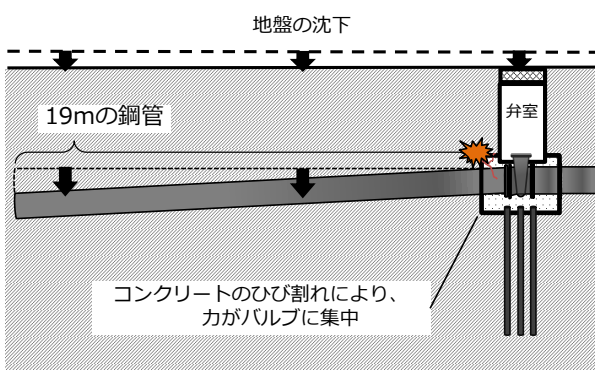 地盤の沈下
19mの鋼管
弁室
コンクリートのひび割れにより、
力がバルブに集中